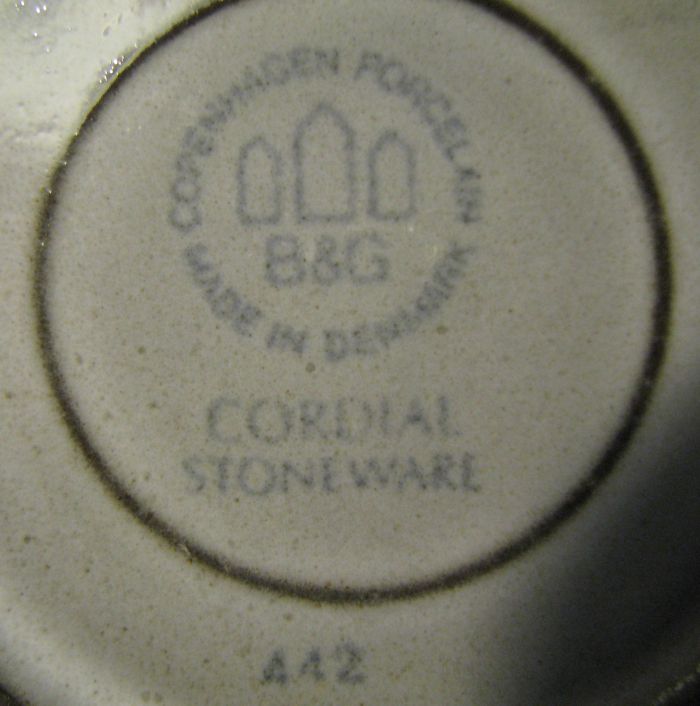 COPENHAGEN PORCELAIN
B&G
MADE IN DENMARK
CORDIAL
STONEWARE
442